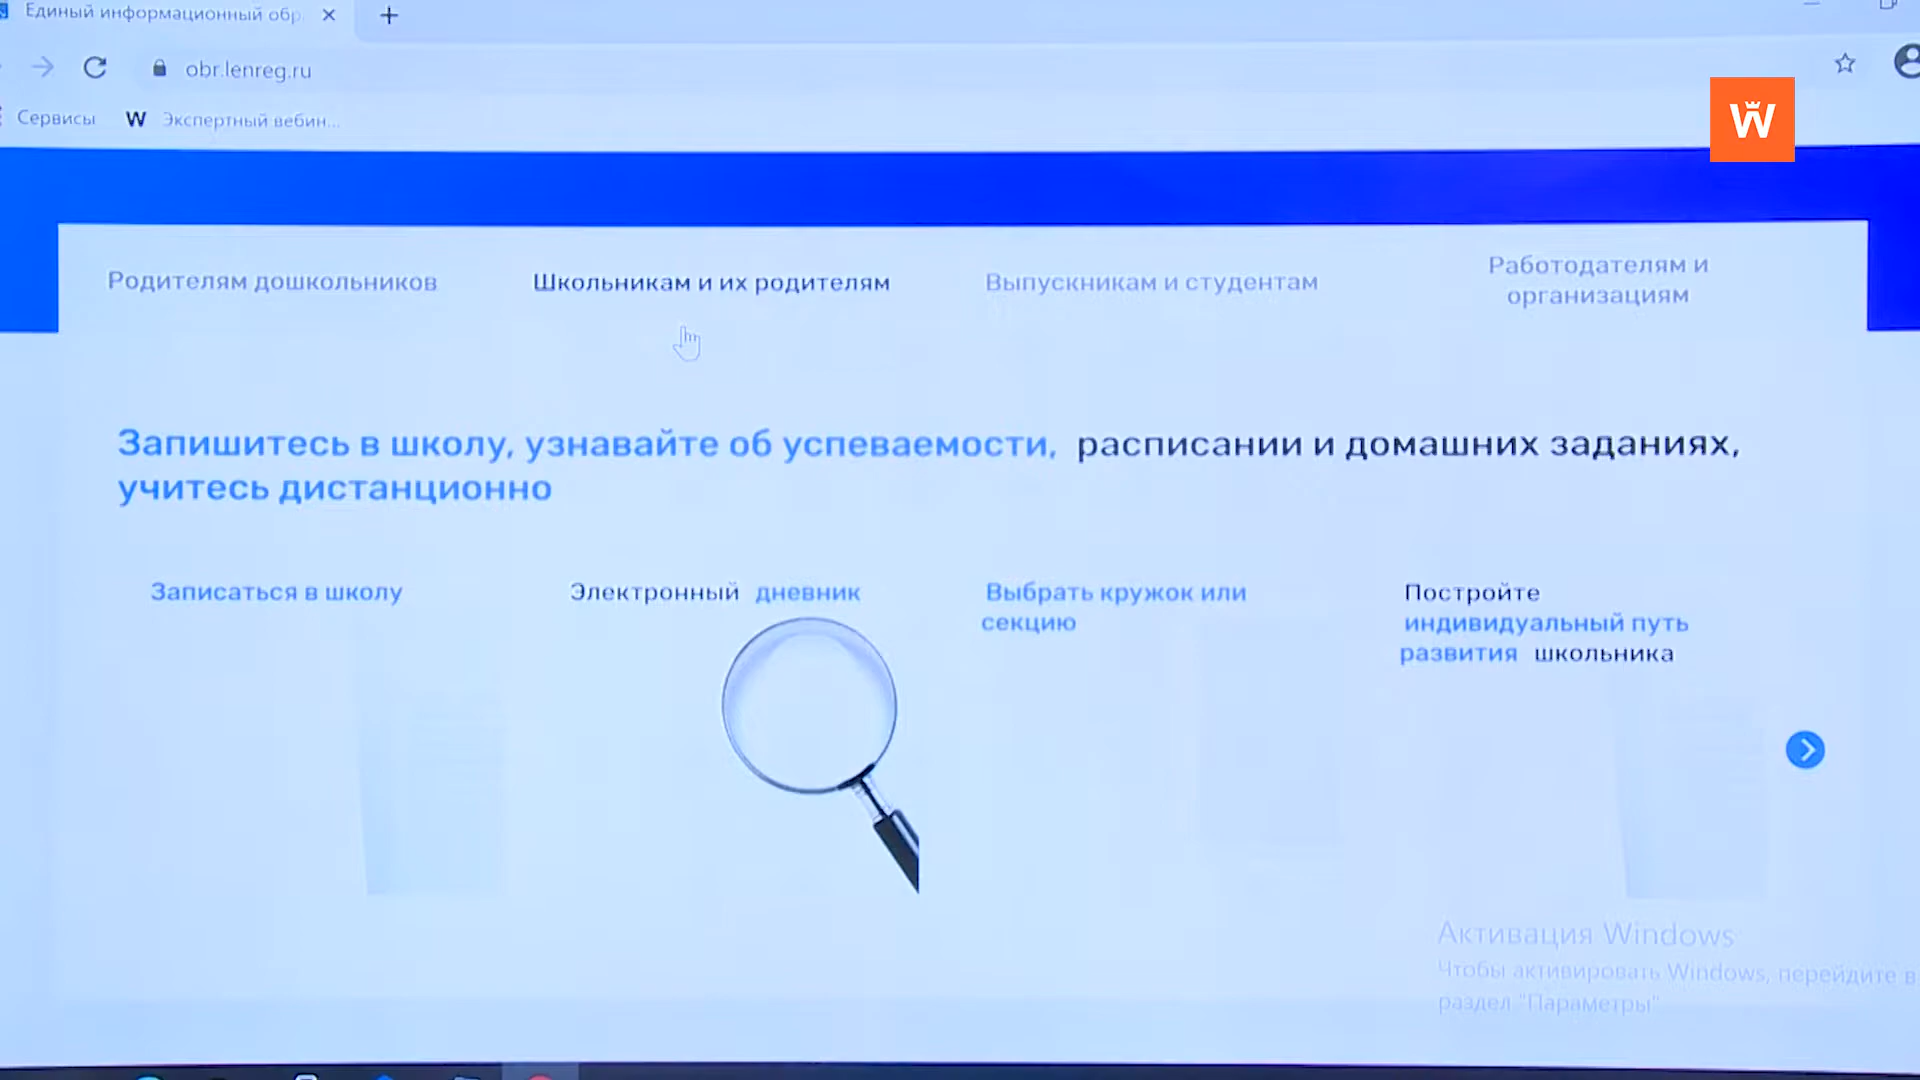 Единый информационный обр
obr.lenreg.ru
Сервисы W Экспертный вебин...
W
Родителям дошкольников
Школьникам и их родителям
Выпускникам и студентам
Работодателям и
организациям
Запишитесь в школу, узнавайте об успеваемости, расписании и домашних заданиях,
учитесь дистанционно
Записаться в школу
Электронный дневник
Выбрать кружок или
секцию
Постройте
индивидуальный путь
развития школьника
Активация Windows
Чтобы активировать Windows, перейдите в
раздел "Параметры"